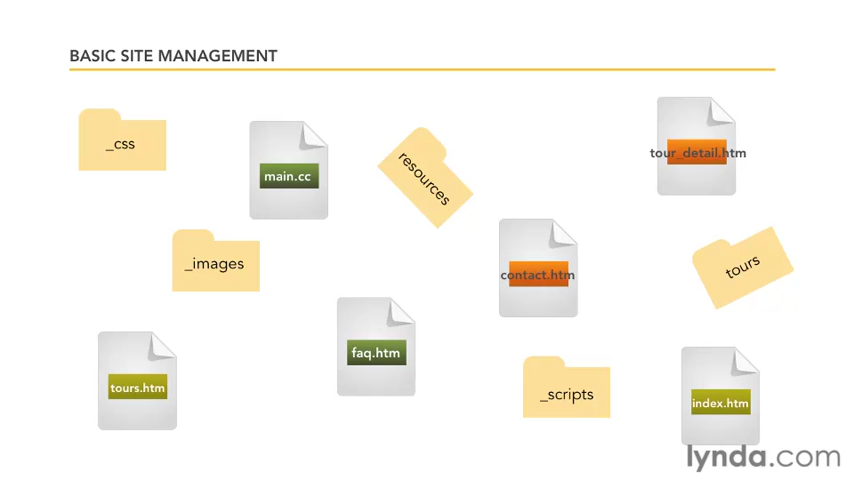 BASIC SITE MANAGEMENT
_css
main.cc
resources
tour_detail.htm
_images
contact.htm
tours
tours.htm
faq.htm
_scripts
index.htm
lynda.com